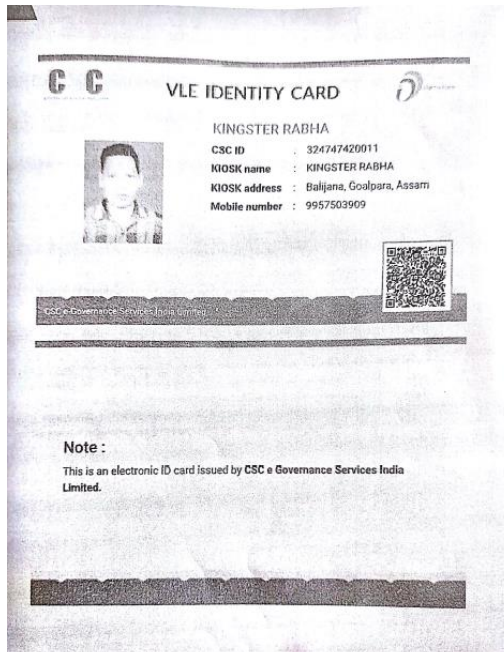 VLE IDENTITY CARD
KINGSTER RABHA
CSC ID : 324747420011
KIOSK name : KINGSTER RABHA
KIOSK address : Balijana, Goalpara, Assam
Mobile number : 9957503909
CSC e-Governance Services India Limited
Note :
This is an electronic ID card issued by CSC e Governance Services India
Limited.